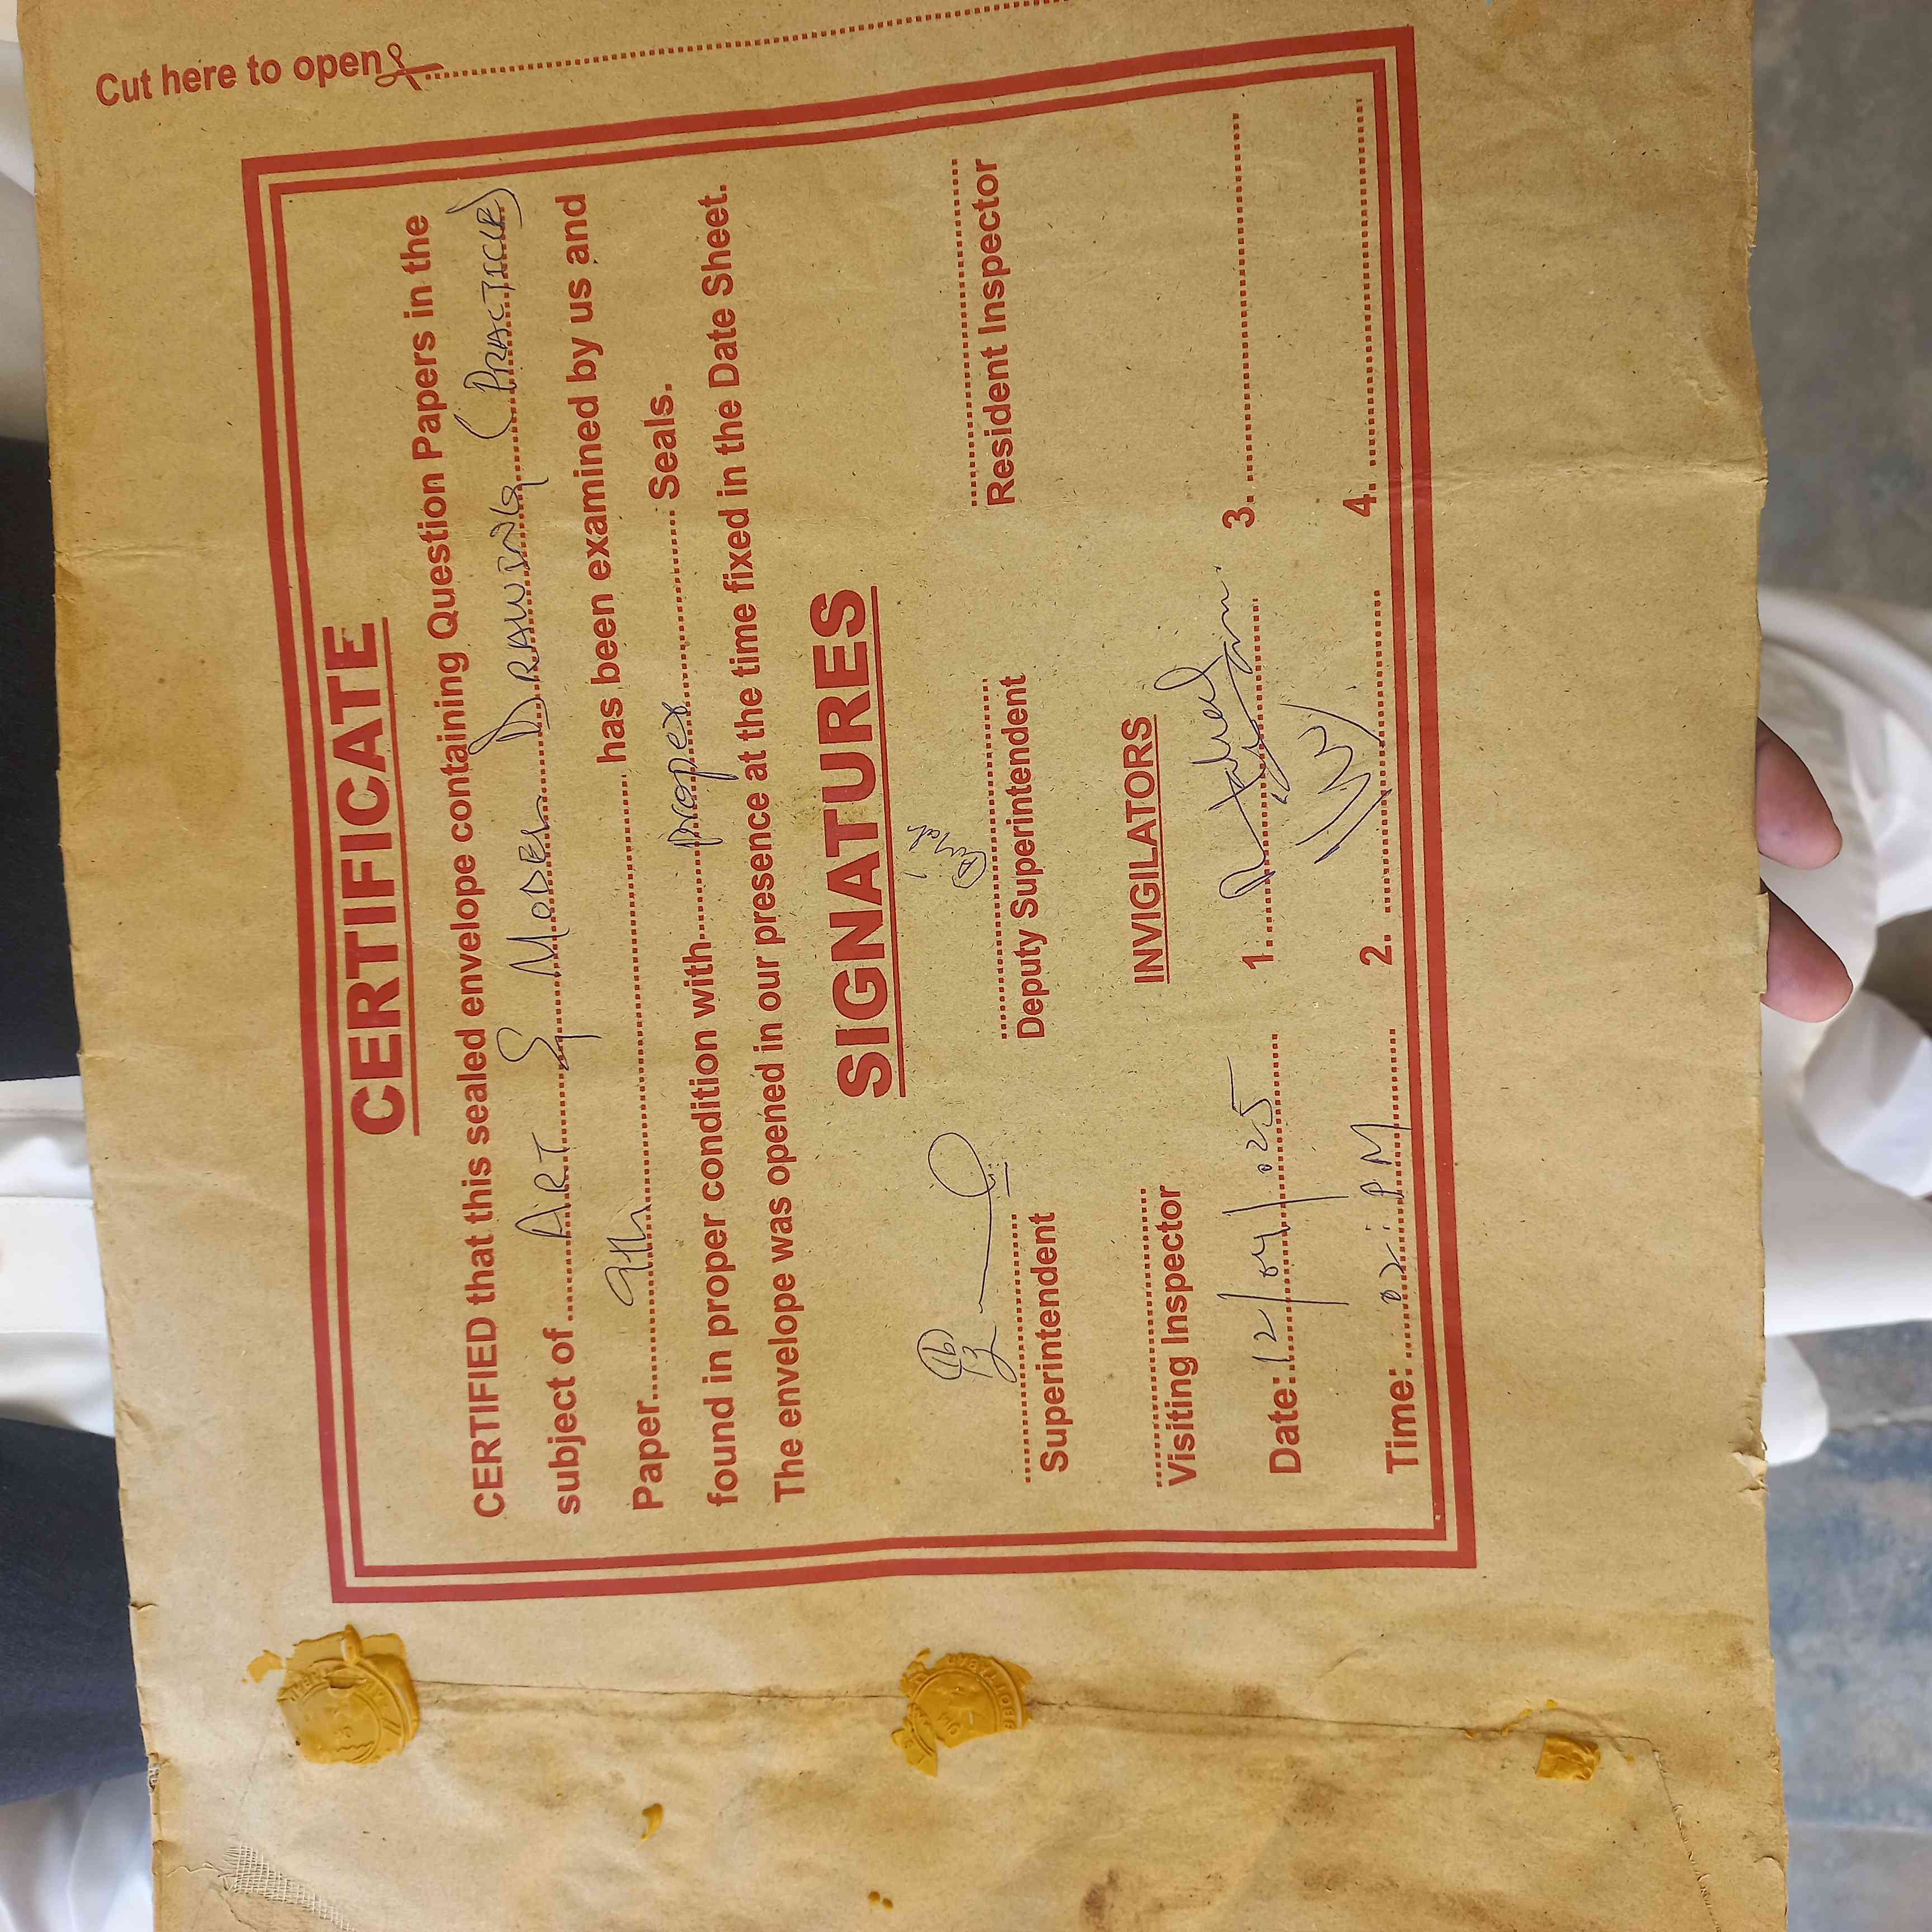 Cut here to open
CERTIFICATE
CERTIFIED that this sealed envelope containing Question Papers in the
subject of ART & MODEL DRAWING (PRACTICLE)
Paper 9th has been examined by us and
found in proper condition with proper Seals.
The envelope was opened in our presence at the time fixed in the Date Sheet.
SIGNATURES
Superintendent
Deputy Superintendent
Resident Inspector
Visiting Inspector
INVIGILATORS
Date: 12/04/025
1.
3.
Time: 02: PM
2.
4.